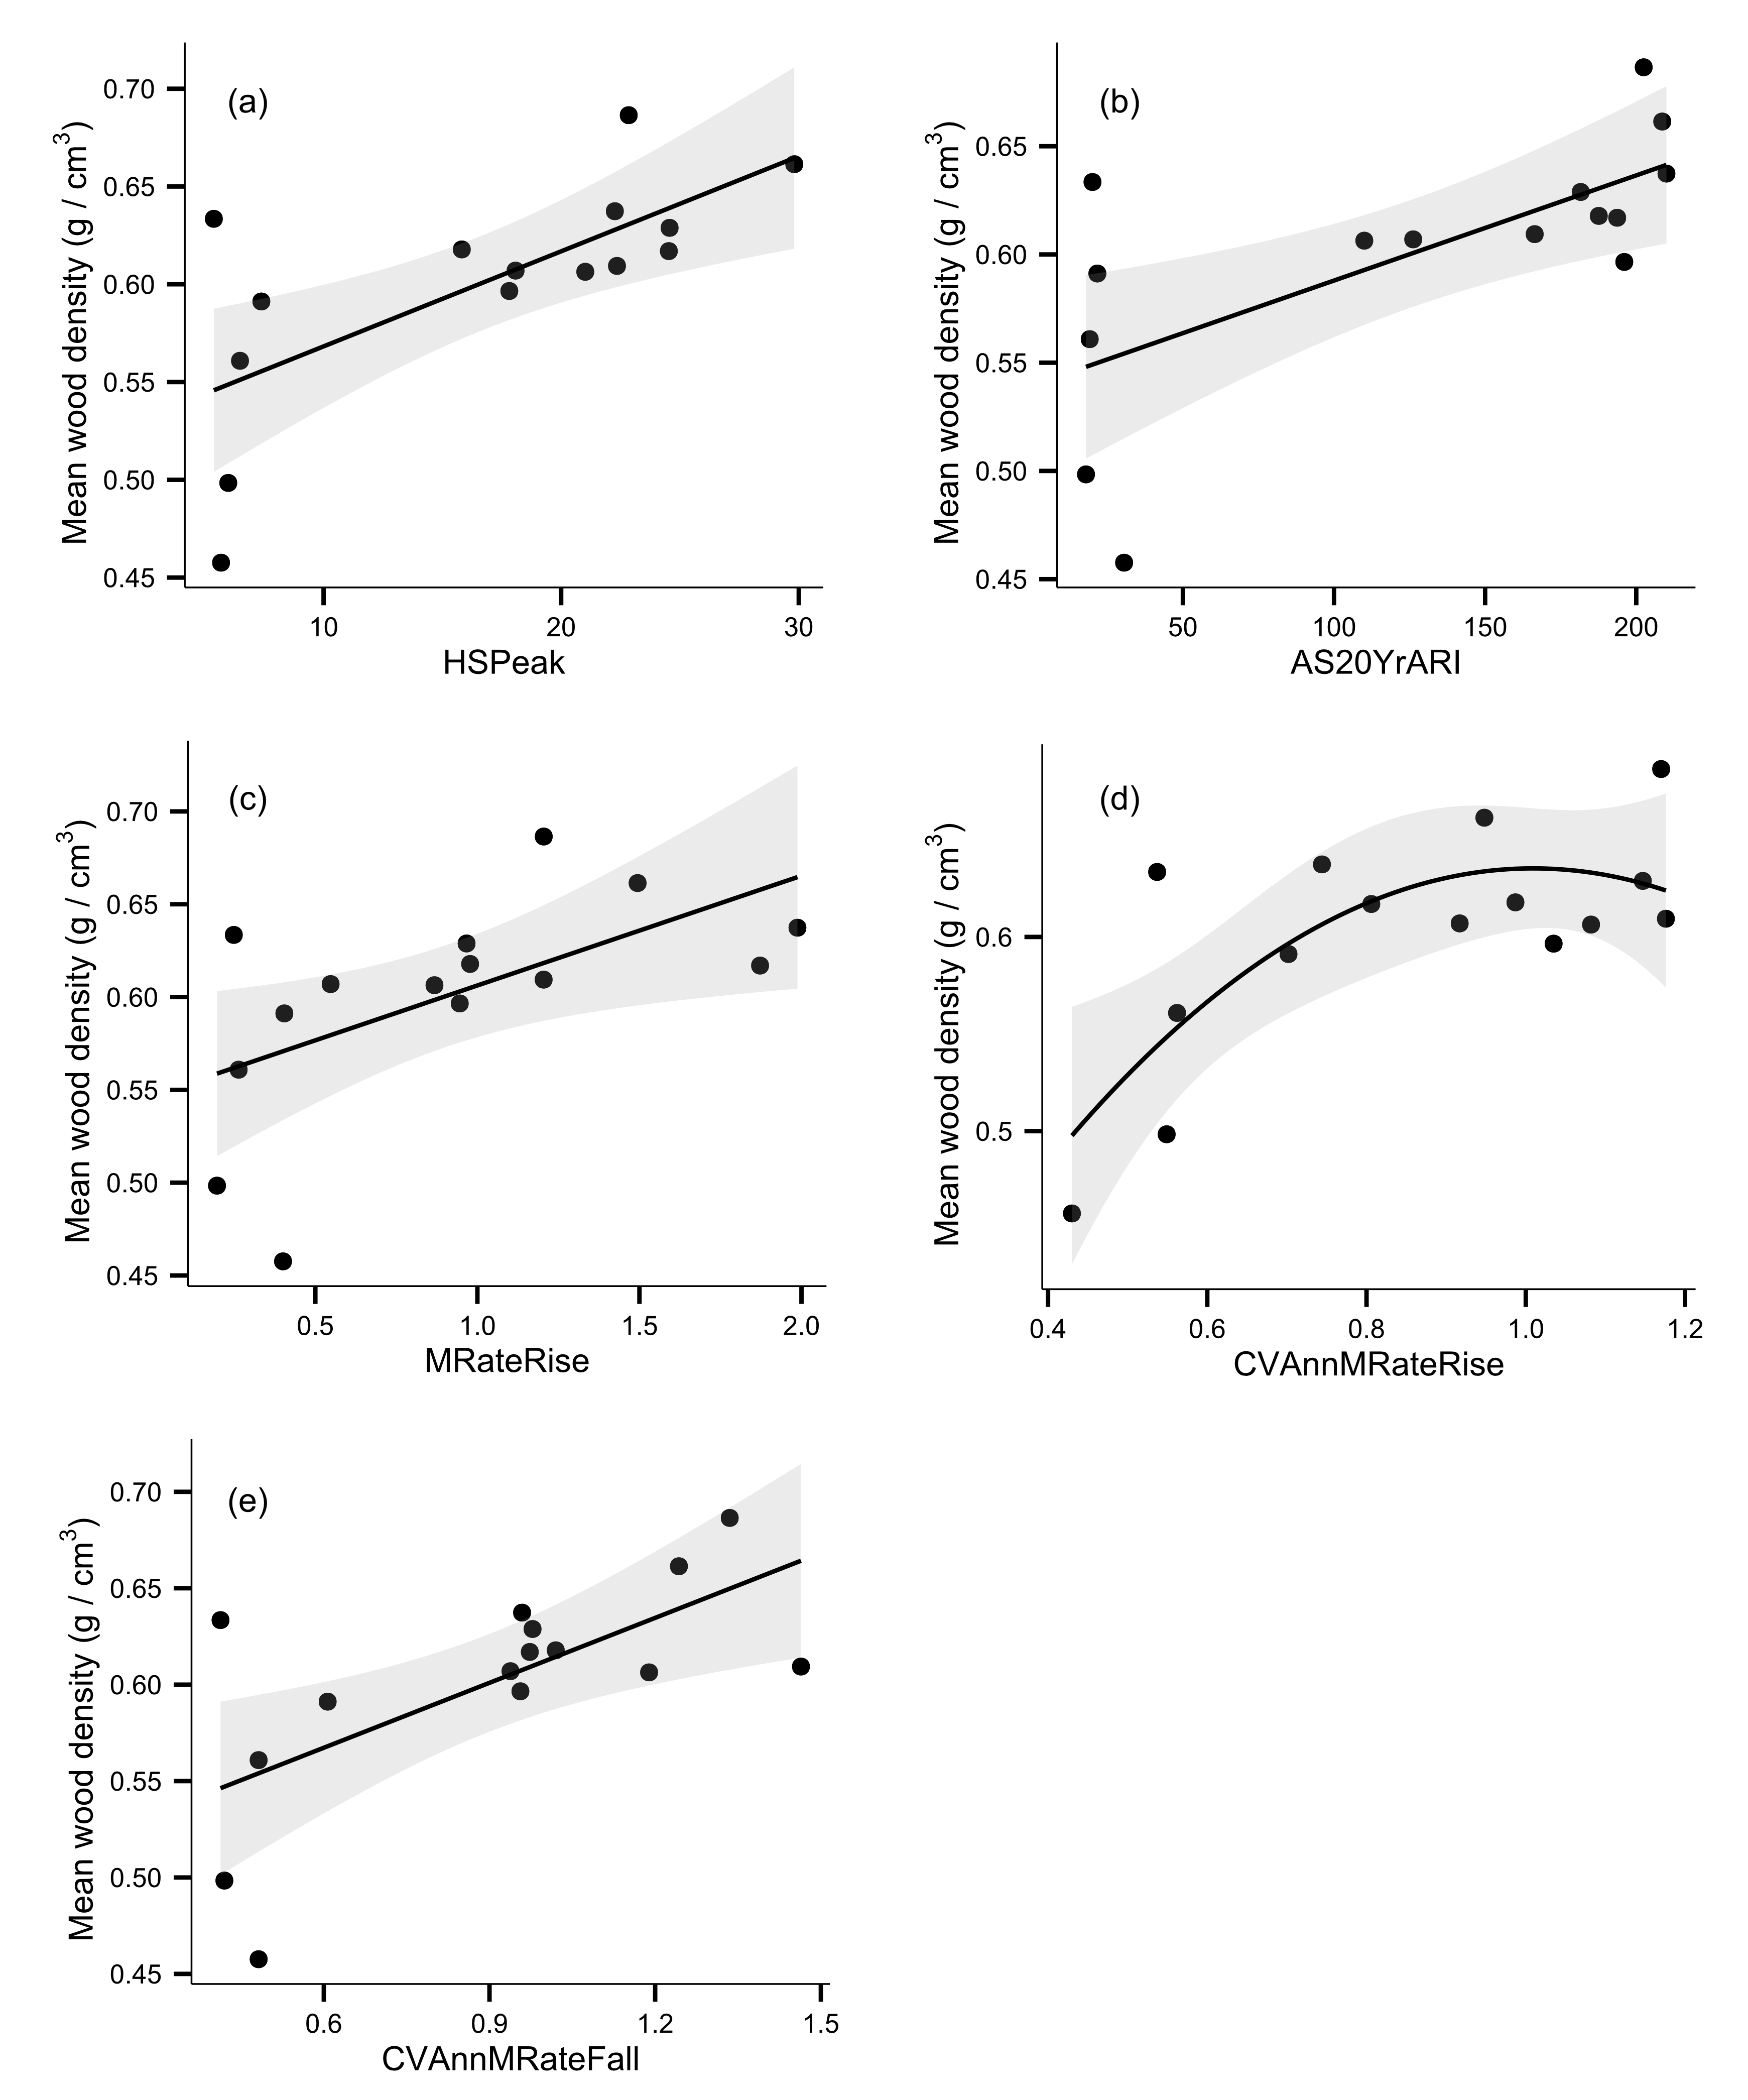 (a)
Mean wood density (g / cm³)
0.70
0.65
0.60
0.55
0.50
0.45
10 20 30
HSPeak
(b)
Mean wood density (g / cm³)
0.65
0.60
0.55
0.50
0.45
50 100 150 200
AS20YrARI
(c)
Mean wood density (g / cm³)
0.70
0.65
0.60
0.55
0.50
0.45
0.5 1.0 1.5 2.0
MRateRise
(d)
Mean wood density (g / cm³)
0.6
0.5
0.4 0.6 0.8 1.0 1.2
CVAnnMRateRise
(e)
Mean wood density (g / cm³)
0.70
0.65
0.60
0.55
0.50
0.45
0.6 0.9 1.2 1.5
CVAnnMRateFall